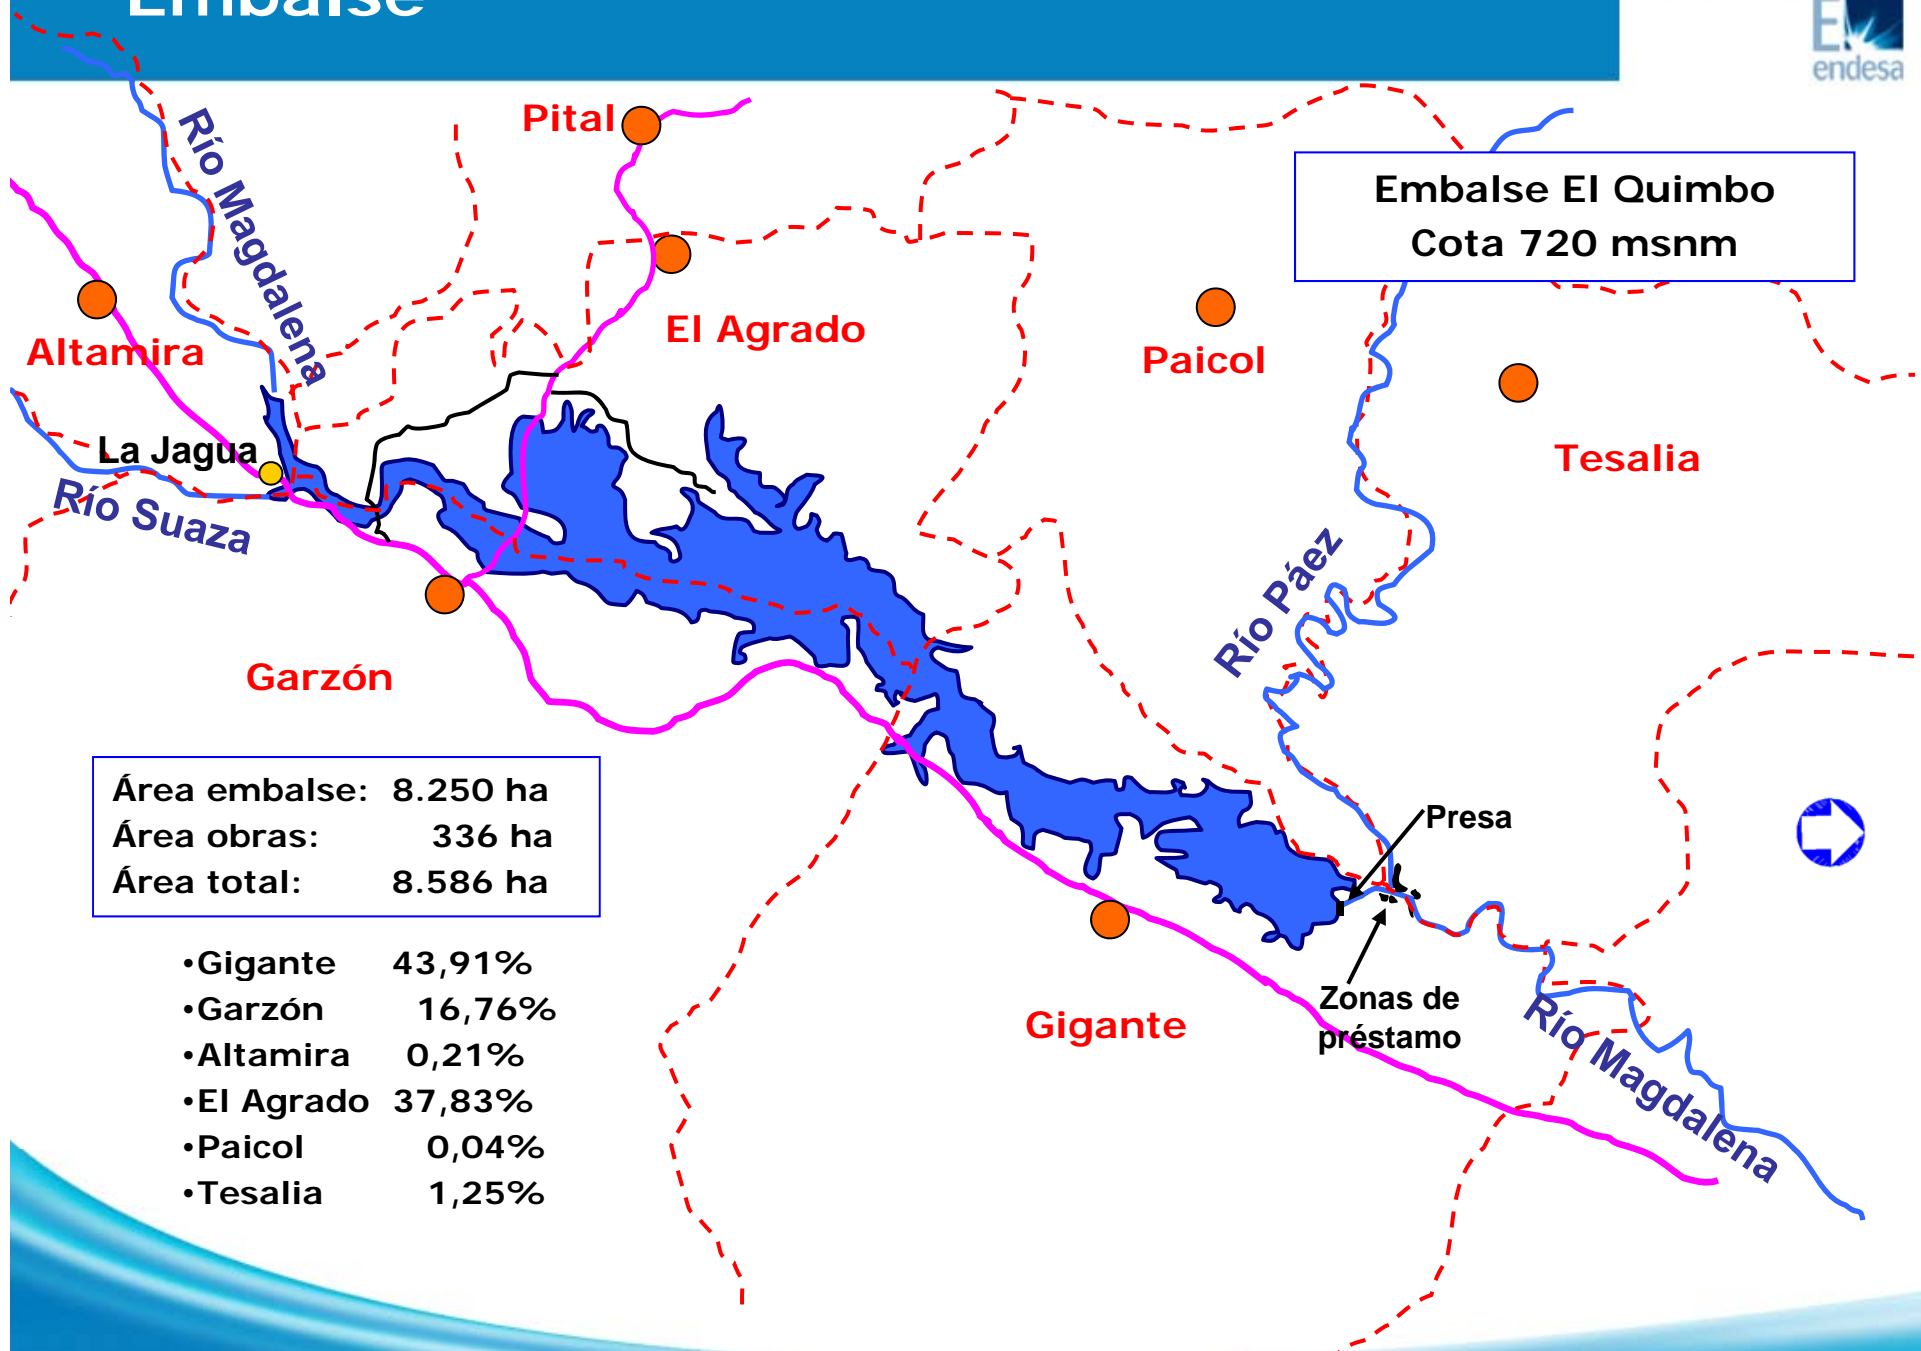 Embalse
endesa
Pital
Río Magdalena
Embalse El Quimbo
Cota 720 msnm
El Agrado
Altamira
Paicol
La Jagua
Tesalia
Río Suaza
Río Páez
Garzón
Área embalse: 8.250 ha
Área obras: 336 ha
Área total: 8.586 ha
Presa
•Gigante 43,91%
•Garzón 16,76%
•Altamira 0,21%
•El Agrado 37,83%
•Paicol 0,04%
•Tesalia 1,25%
Zonas de
préstamo
Gigante
Río Magdalena